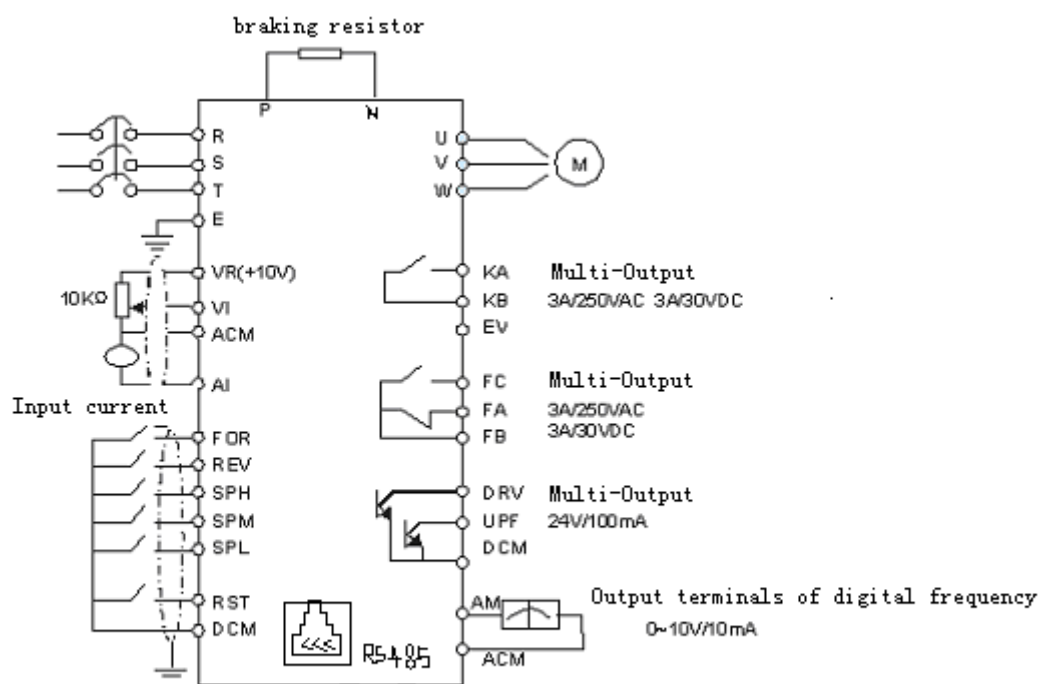 braking resistor
P N
R U
S V M
T W
E
VR(+10V) KA Multi-Output
10KΩ VI KB 3A/250VAC 3A/30VDC
ACM EV
AI FC Multi-Output
Input current FA 3A/250VAC
FOR FB 3A/30VDC
REV
SPH DRV Multi-Output
SPM UPF 24V/100mA
SPL DCM
RST AM Output terminals of digital frequency
DCM 0~10V/10mA
RS485 ACM